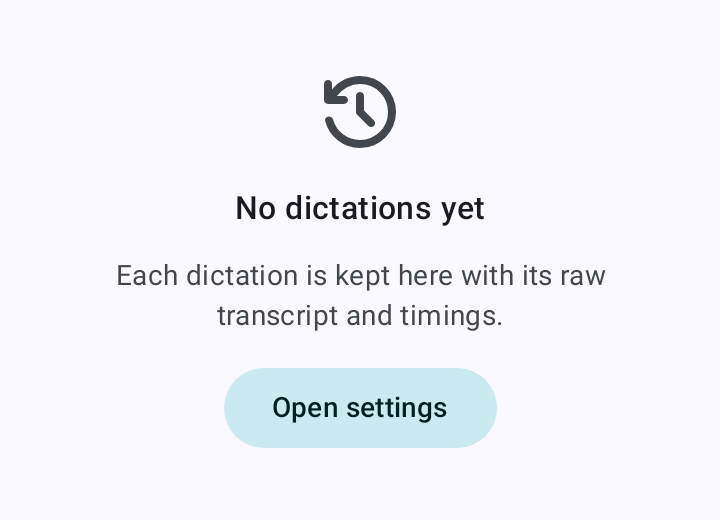 No dictations yet
Each dictation is kept here with its raw
transcript and timings.
Open settings